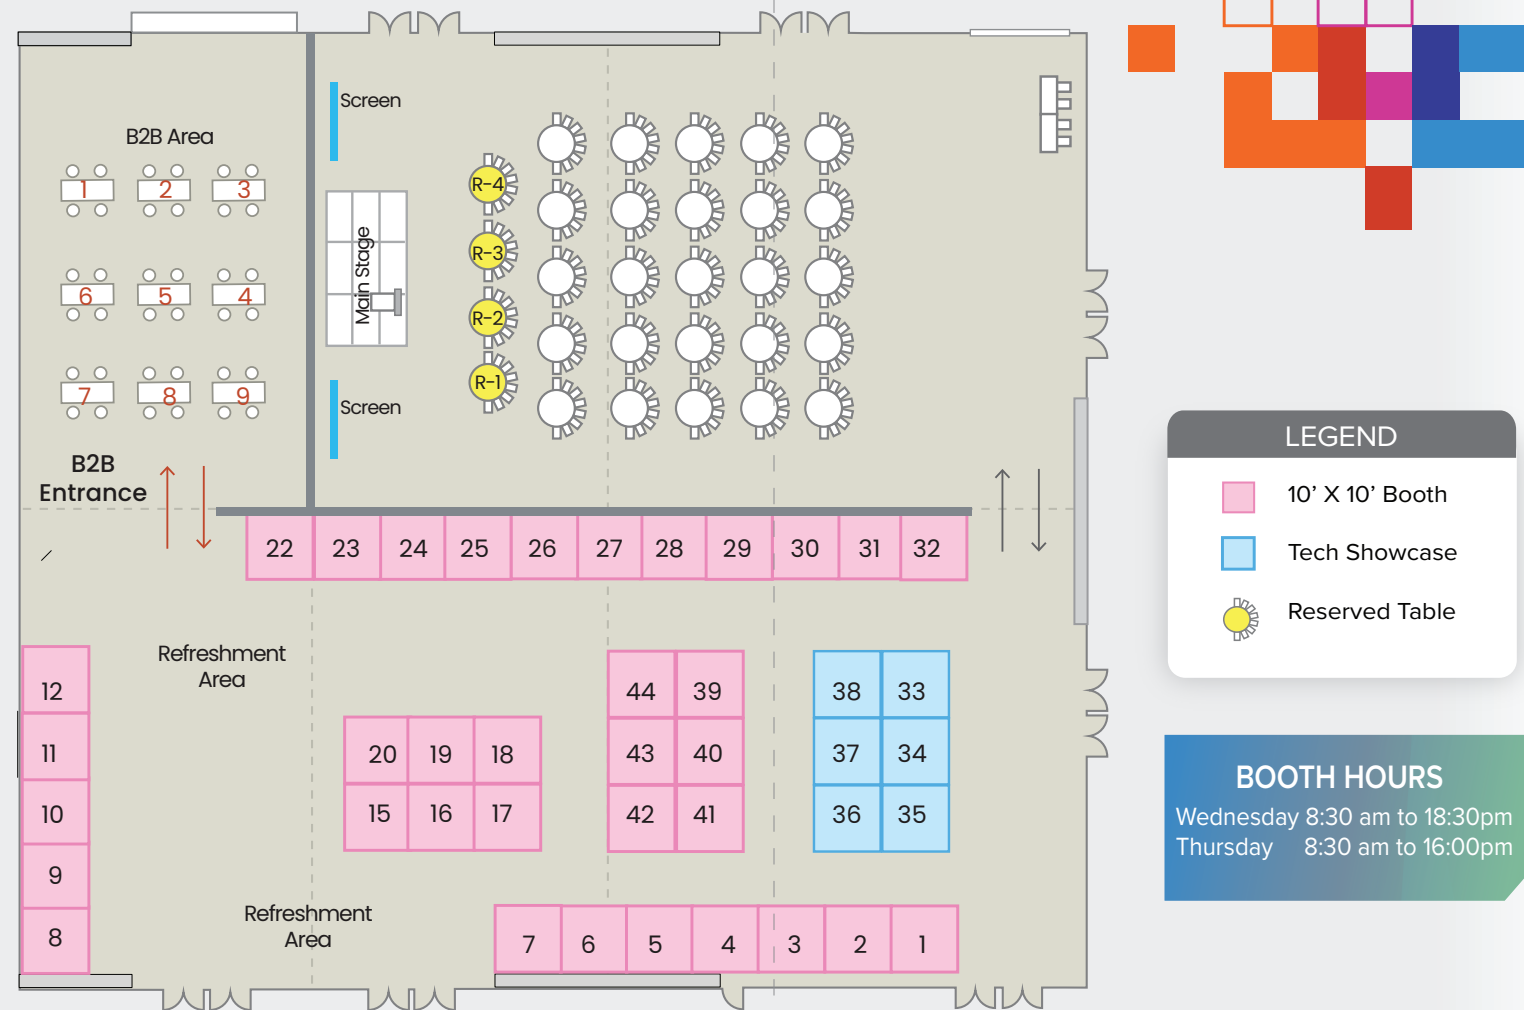 Screen
B2B Area
1 2 3
6 5 4
7 8 9
B2B
Entrance
Main Stage
Screen
R-4
R-3
R-2
R-1
22 23 24 25 26 27 28 29 30 31 32
Refreshment
Area
12
11
10
9
8
20 19 18
15 16 17
44 39
43 40
42 41
38 33
37 34
36 35
Refreshment
Area
7 6 5 4 3 2 1
LEGEND
10’ X 10’ Booth
Tech Showcase
Reserved Table
BOOTH HOURS
Wednesday 8:30 am to 18:30pm
Thursday 8:30 am to 16:00pm